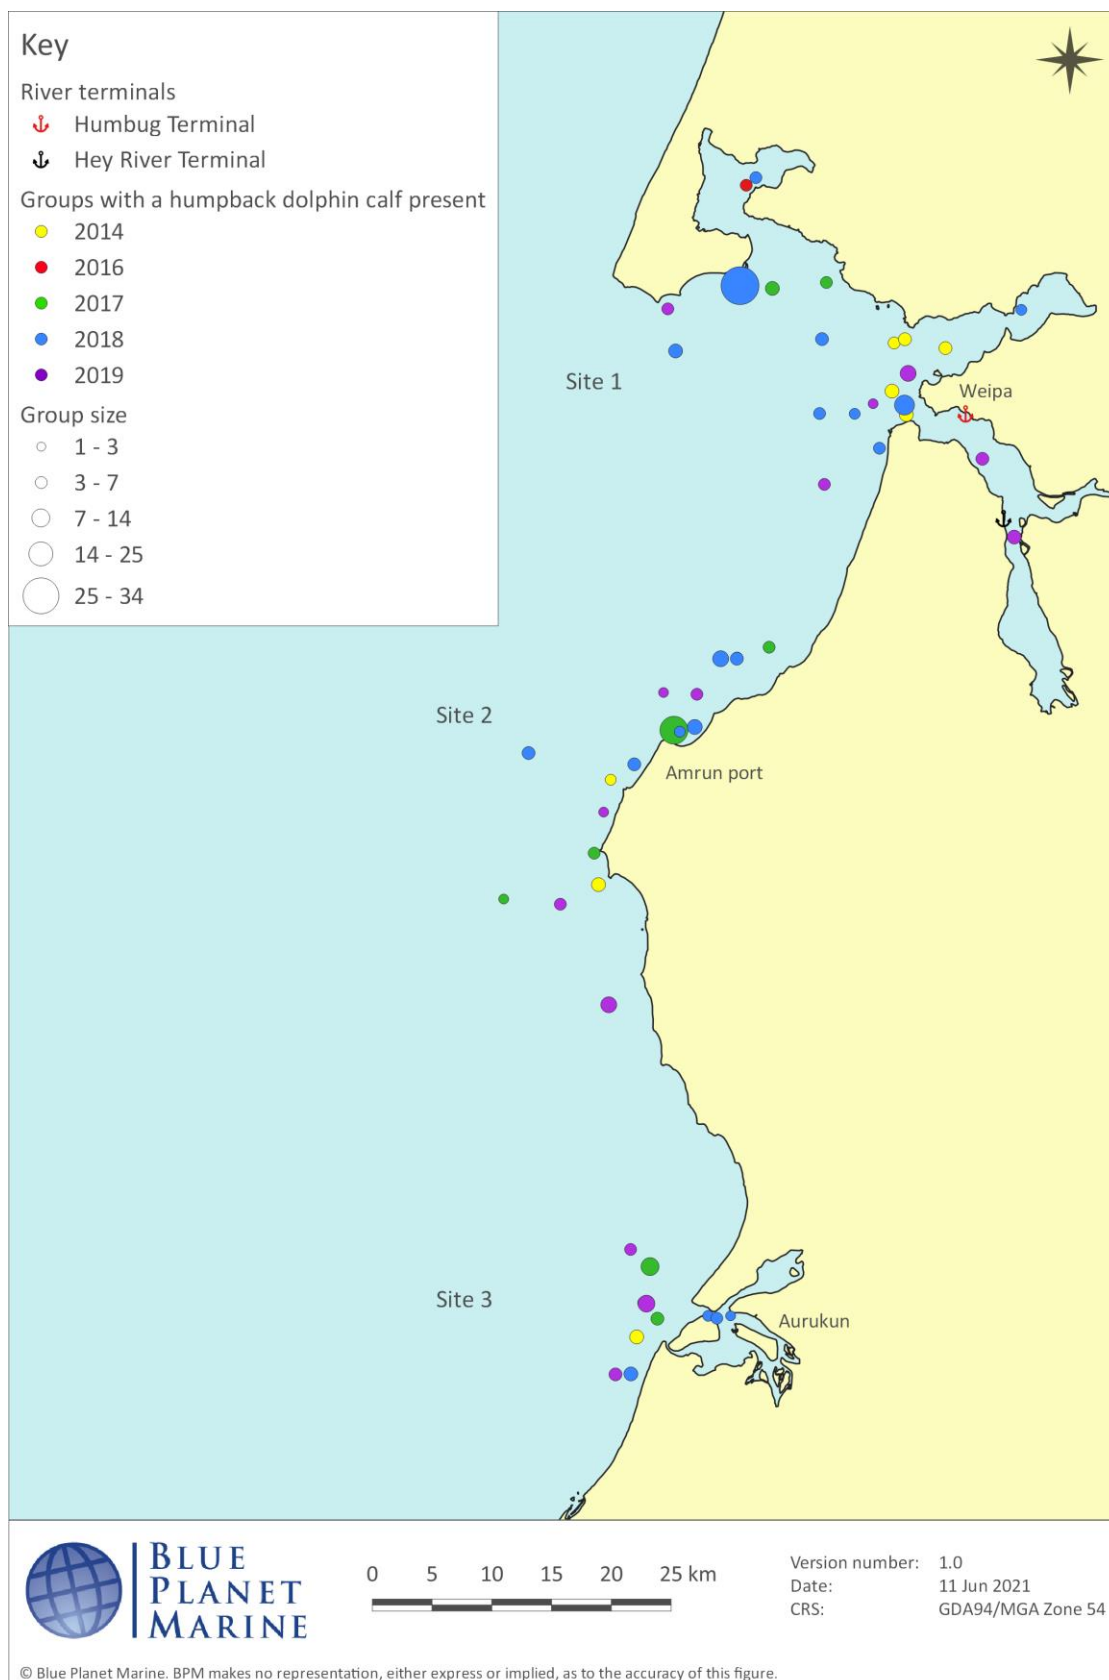 Key
River terminals
Humbug Terminal
Hey River Terminal
Groups with a humpback dolphin calf present
2014
2016
2017
2018
2019
Group size
1 - 3
3 - 7
7 - 14
14 - 25
25 - 34
Site 1
Weipa
Site 2
Amrun port
Site 3
Aurukun
BLUE
PLANET
MARINE
0 5 10 15 20 25 km
Version number: 1.0
Date: 11 Jun 2021
CRS: GDA94/MGA Zone 54
© Blue Planet Marine. BPM makes no representation, either express or implied, as to the accuracy of this figure.